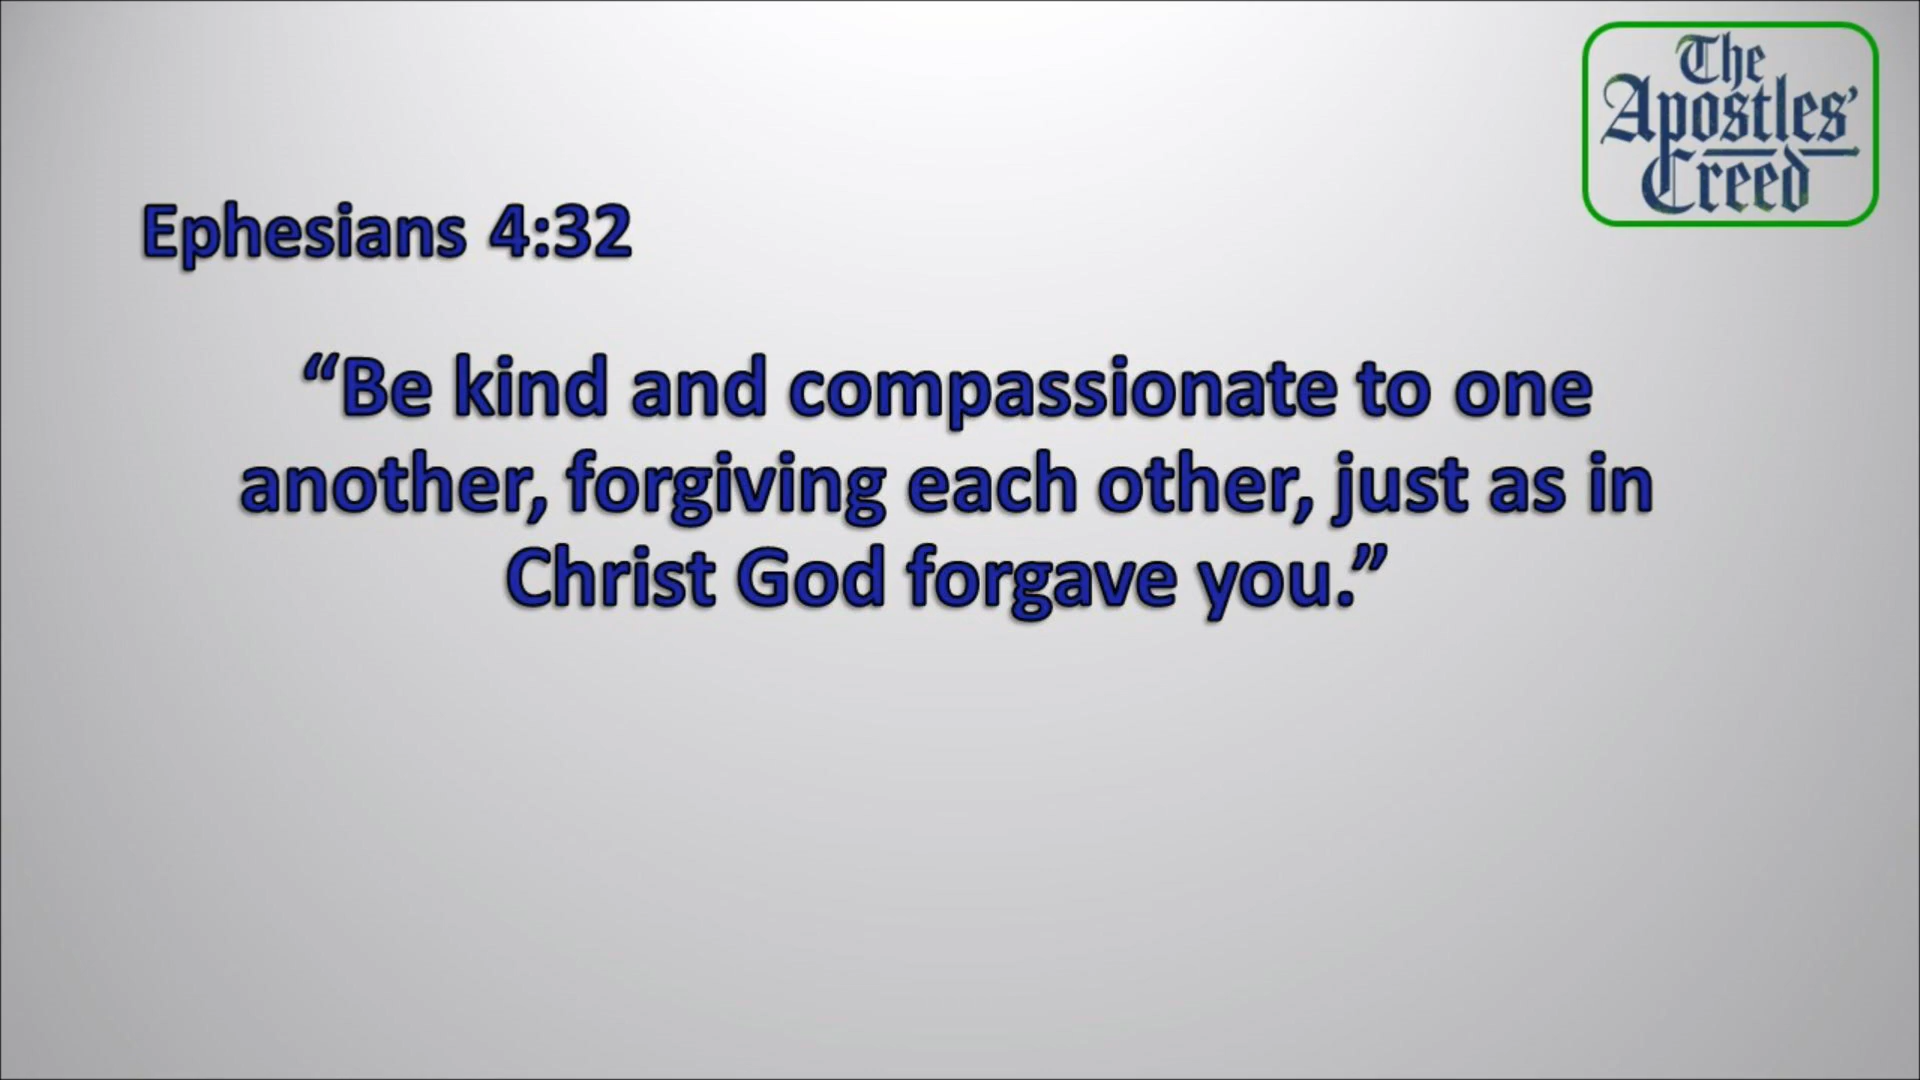 The
Apostles'
Creed
Ephesians 4:32
“Be kind and compassionate to one
another, forgiving each other, just as in
Christ God forgave you.”